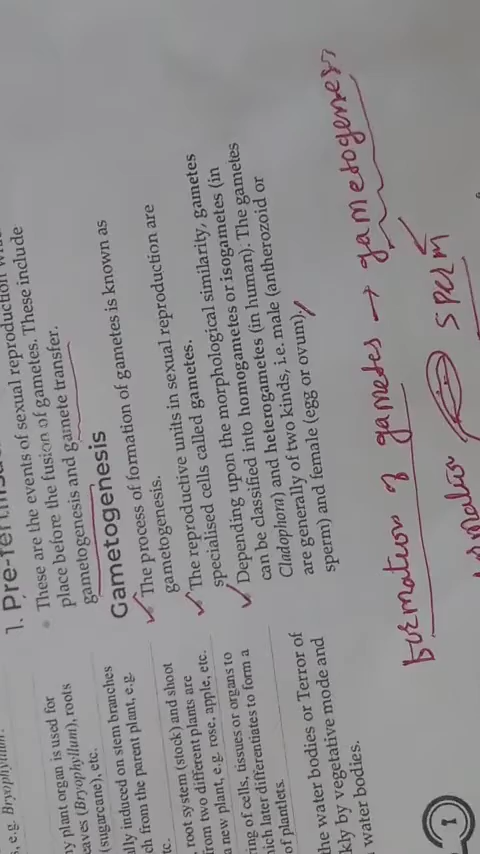 1. Pre-
These are the events of sexual reproduction
place before the fusion of gametes. These include
gametogenesis and gamete transfer.
Gametogenesis
The process of formation of gametes is known as
gametogenesis.
The reproductive units in sexual reproduction are
specialised cells called gametes.
Depending upon the morphological similarity, gametes
can be classified into homogametes or isogametes (in
Cladophora) and heterogametes (in human). The gametes
are generally of two kinds, i.e. male (antherozoid or
sperm) and female (egg or ovum).
formation of gametes → gametogenesis
sperm
e.g. Bryophyllum.
plant organ is used for
(Bryophyllum), roots
(sugarcane), etc.
induced on stem branches
from the parent plant, e.g.
root system (stock) and shoot
from two different plants are
a new plant, e.g. rose, apple, etc.
of cells, tissues or organs to
later differentiates to form a
of plantlets.
the water bodies or Terror of
by vegetative mode and
water bodies.
1